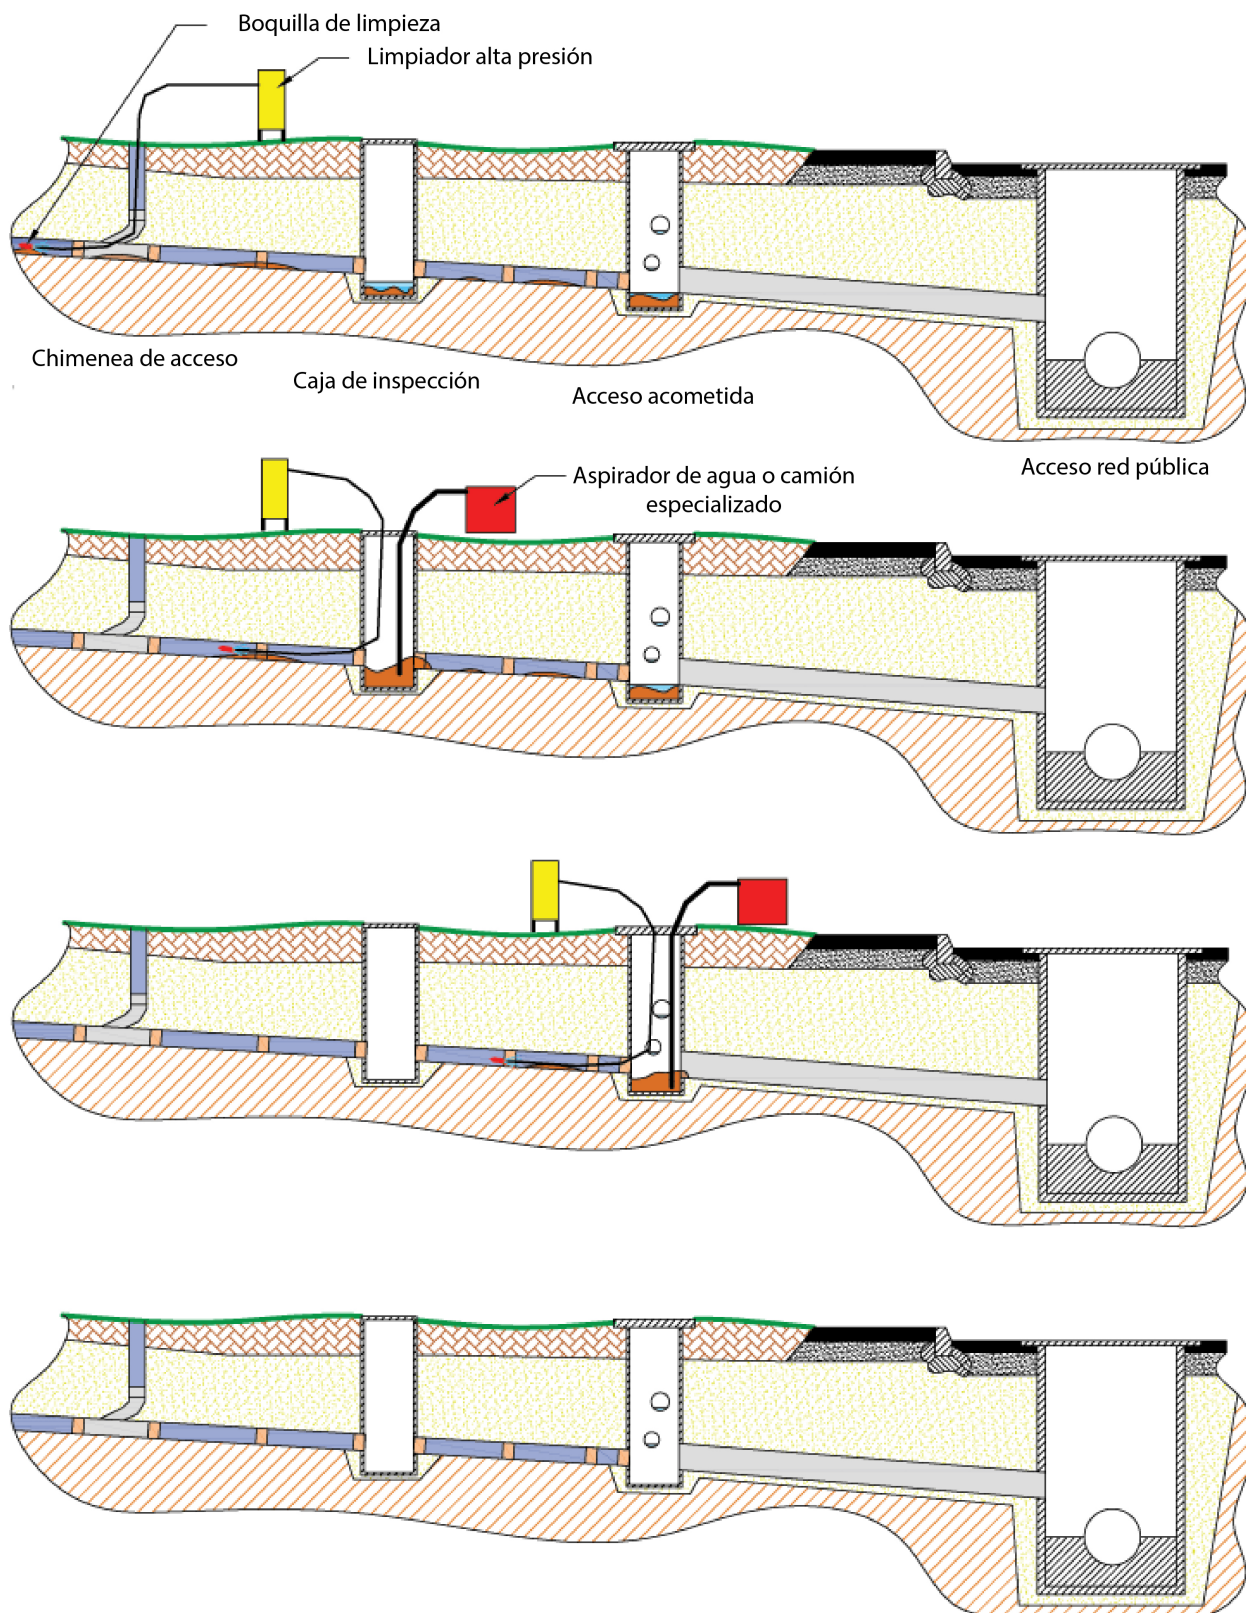 Boquilla de limpieza
Limpiador alta presión
Chimenea de acceso
Caja de inspección
Acceso acometida
Acceso red pública
Aspirador de agua o camión
especializado